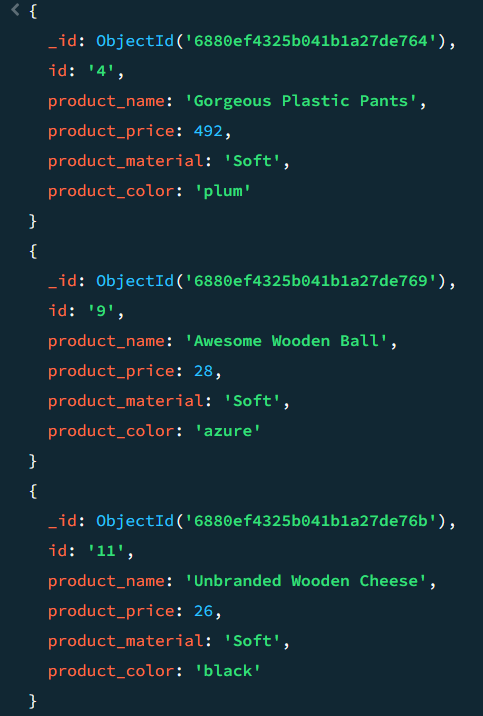 {
_id: ObjectId('6880ef4325b041b1a27de764'),
id: '4',
product_name: 'Gorgeous Plastic Pants',
product_price: 492,
product_material: 'Soft',
product_color: 'plum'
}
{
_id: ObjectId('6880ef4325b041b1a27de769'),
id: '9',
product_name: 'Awesome Wooden Ball',
product_price: 28,
product_material: 'Soft',
product_color: 'azure'
}
{
_id: ObjectId('6880ef4325b041b1a27de76b'),
id: '11',
product_name: 'Unbranded Wooden Cheese',
product_price: 26,
product_material: 'Soft',
product_color: 'black'
}